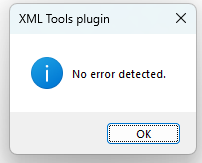 XML Tools plugin
No error detected.
OK